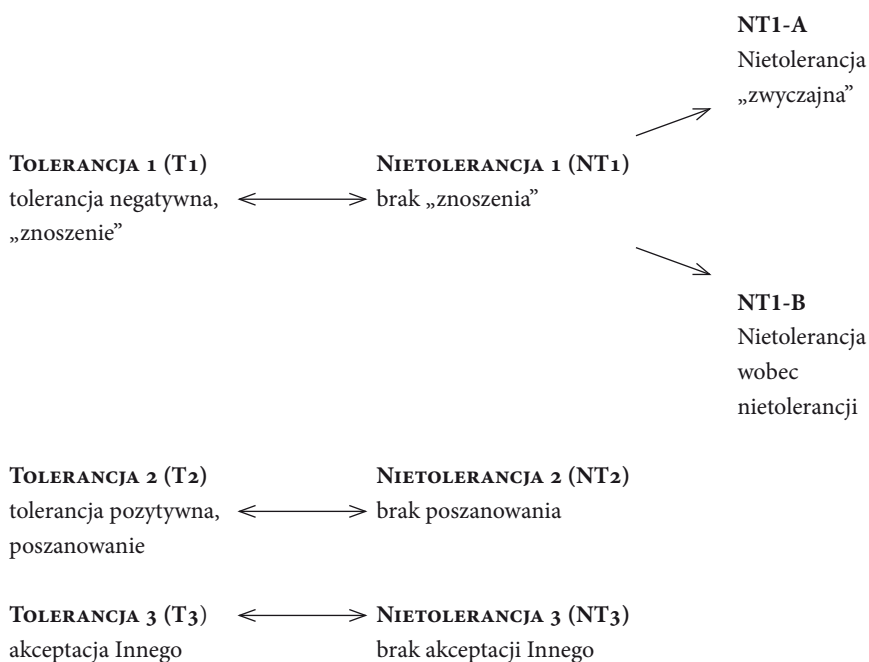 NT1-A
Nietolerancja
„zwyczajna”
Tolerancja 1 (T1)
tolerancja negatywna,
„znoszenie”
Nietolerancja 1 (NT1)
brak „znoszenia”
NT1-B
Nietolerancja
wobec
nietolerancji
Tolerancja 2 (T2)
tolerancja pozytywna,
poszanowanie
Nietolerancja 2 (NT2)
brak poszanowania
Tolerancja 3 (T3)
akceptacja Innego
Nietolerancja 3 (NT3)
brak akceptacji Innego